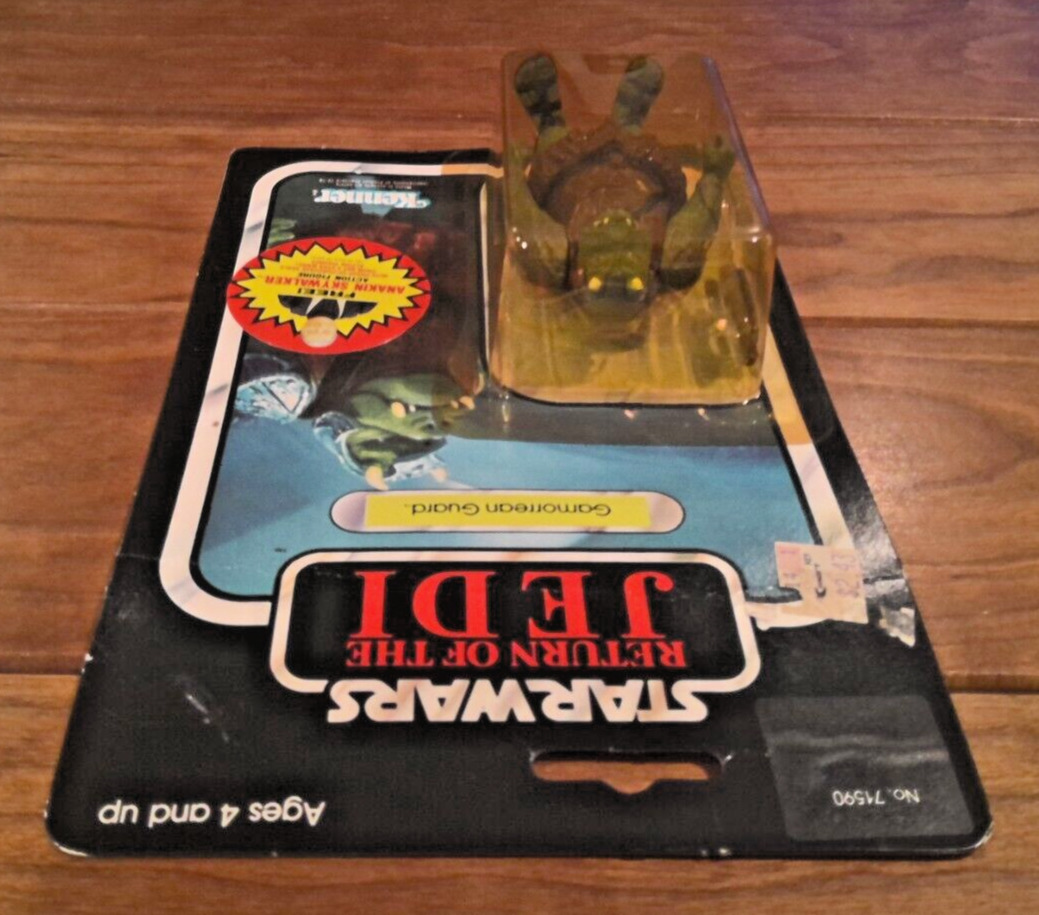 No. 71590
Ages 4 and up
STAR WARS
RETURN OF THE
JEDI
Gamorrean Guard.
FREE!
ANAKIN SKYWALKER
ACTION FIGURE
Kenner